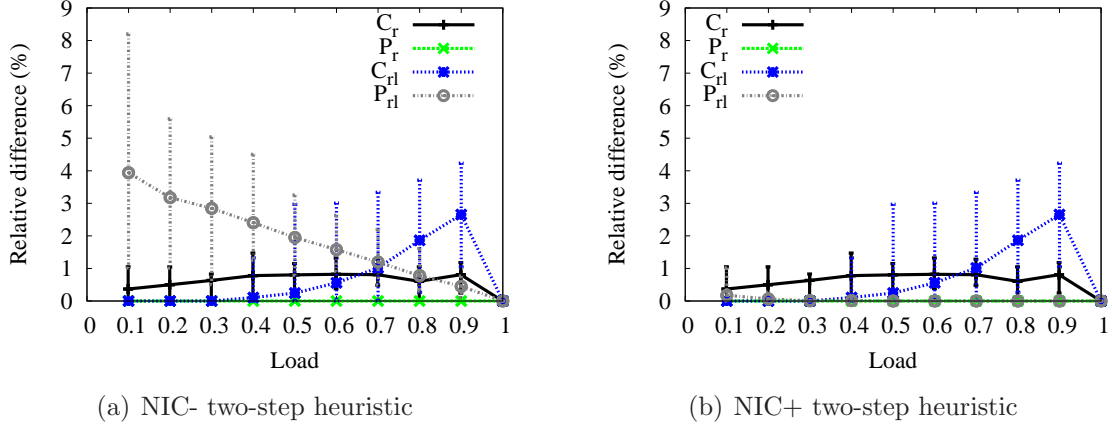 9
8
7
6
5
4
3
2
1
0
Relative difference (%)
0 0.1 0.2 0.3 0.4 0.5 0.6 0.7 0.8 0.9 1
Load
C_r
P_r
C_rl
P_rl
(a) NIC- two-step heuristic
9
8
7
6
5
4
3
2
1
0
Relative difference (%)
0 0.1 0.2 0.3 0.4 0.5 0.6 0.7 0.8 0.9 1
Load
C_r
P_r
C_rl
P_rl
(b) NIC+ two-step heuristic